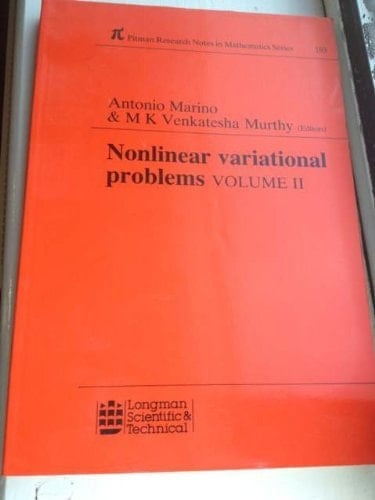 π Pitman Research Notes in Mathematics Series 193
Antonio Marino
& M K Venkatesha Murthy (Editors)
Nonlinear variational
problems VOLUME II
Longman
Scientific &
Technical